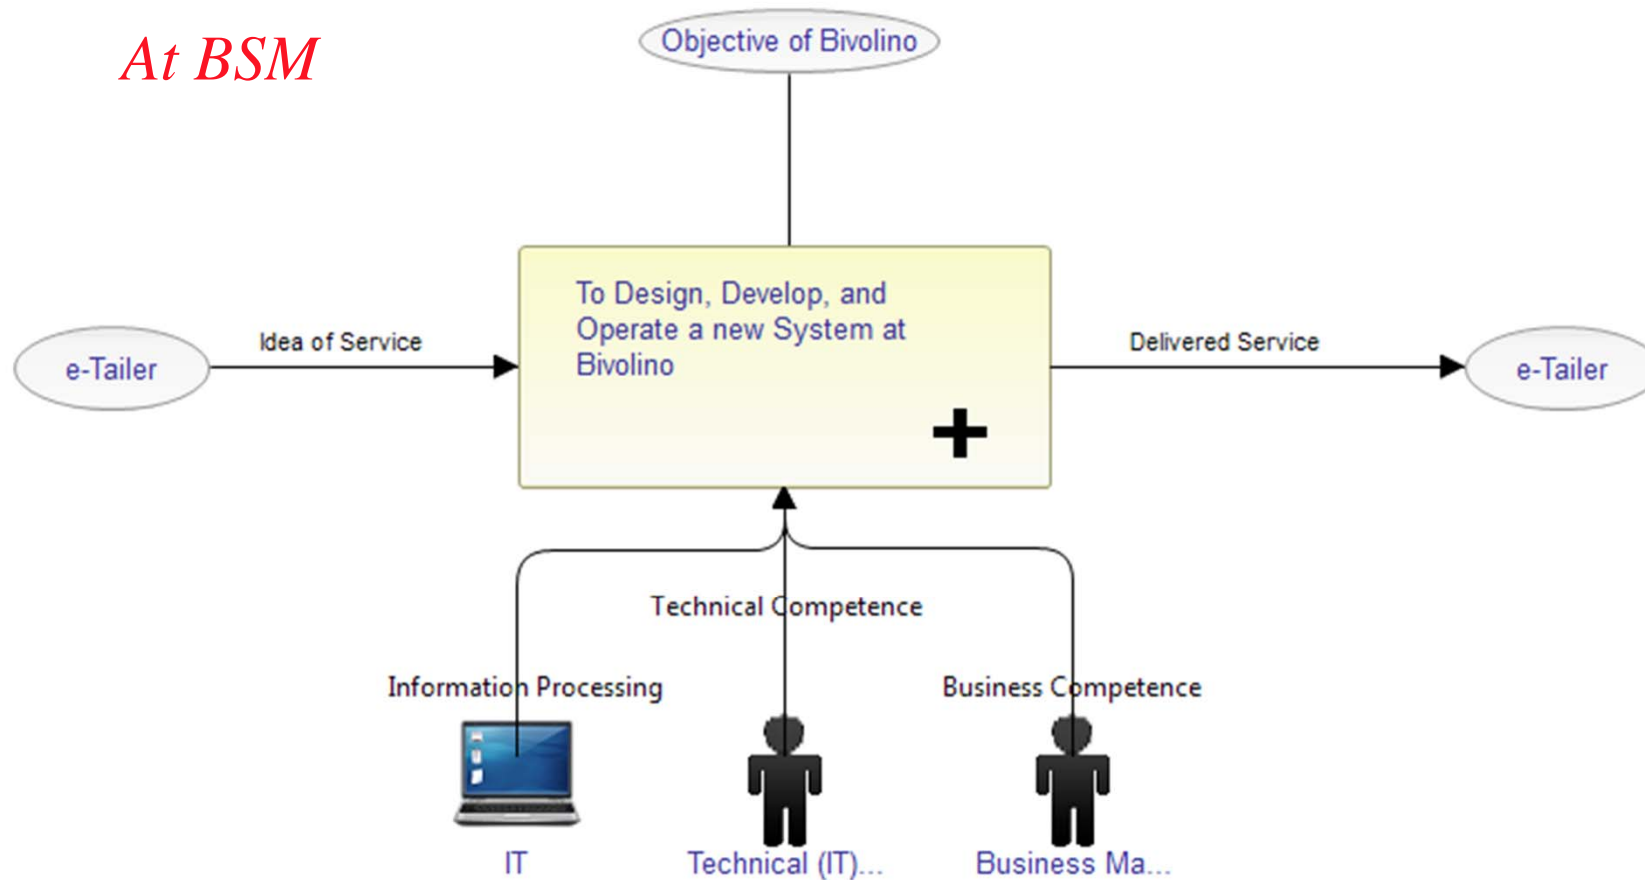 At BSM
Objective of Bivolino
To Design, Develop, and
Operate a new System at
Bivolino
e-Tailer
Idea of Service
Delivered Service
e-Tailer
Technical Competence
Information Processing
Business Competence
IT
Technical (IT)...
Business Ma...